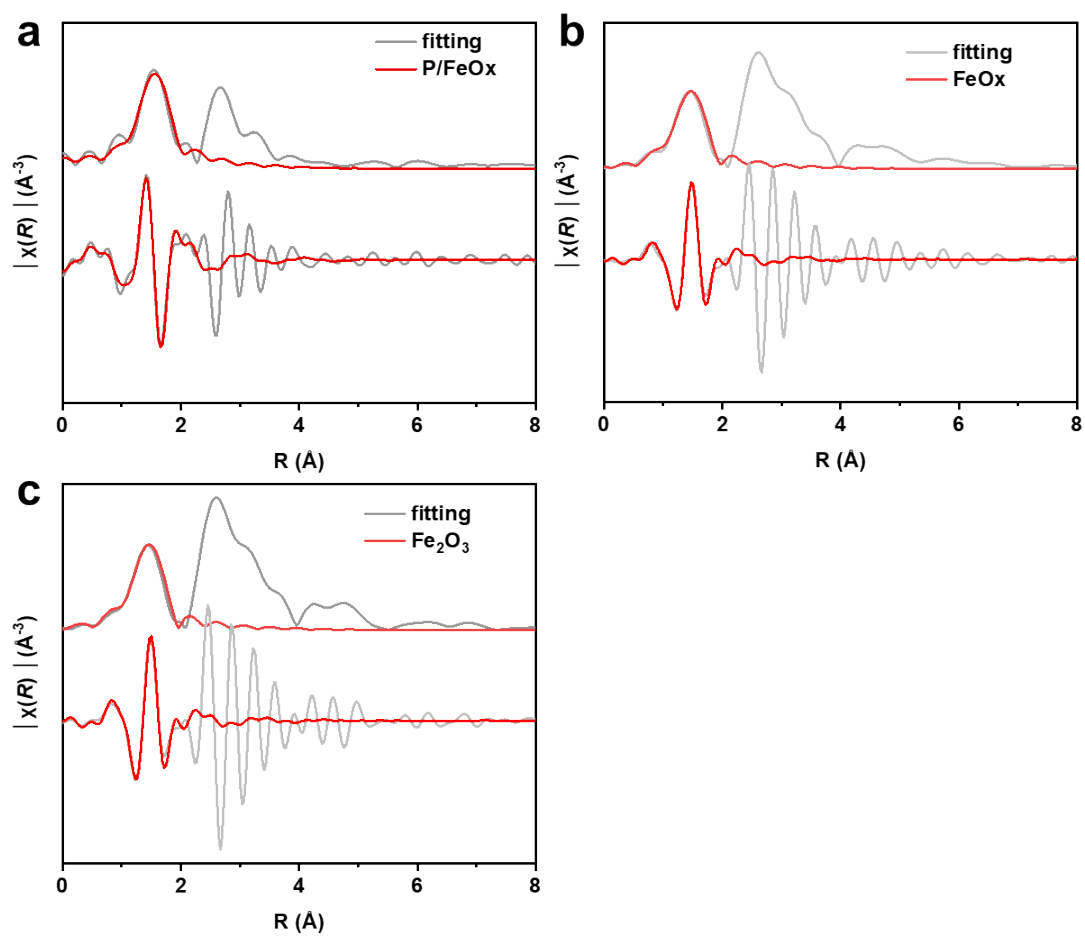 a
fitting
P/FeOx
| χ(R) | (Å-3)
0 2 4 6 8
R (Å)
b
fitting
FeOx
| χ(R) | (Å-3)
0 2 4 6 8
R (Å)
c
fitting
Fe2O3
| χ(R) | (Å-3)
0 2 4 6 8
R (Å)